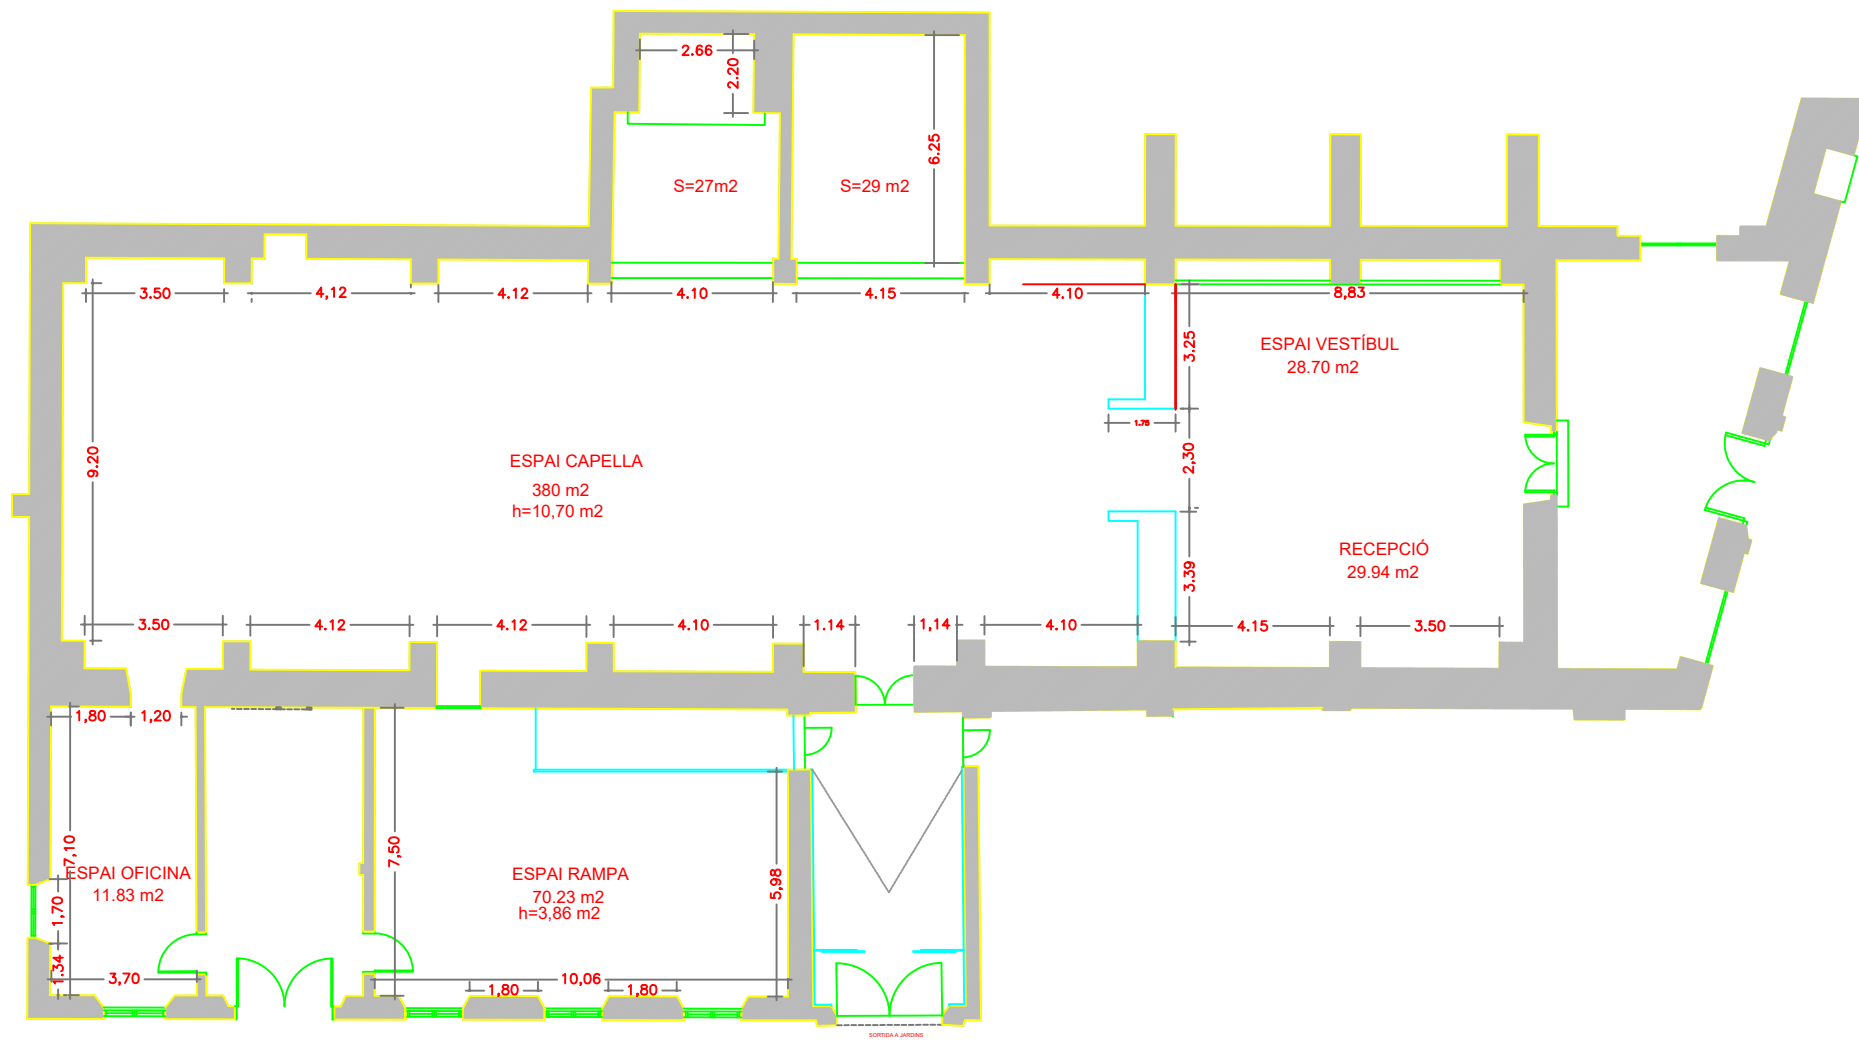 2.66
2.20
6.25
S=27m2
S=29 m2
3.50
4,12
4.12
4.10
4.15
4.10
8,83
3.25
ESPAI VESTÍBUL
28.70 m2
1.75
9.20
ESPAI CAPELLA
380 m2
h=10,70 m2
2,30
RECEPCIÓ
29.94 m2
3.39
3.50
4.12
4.12
4.10
1.14
1,14
4.10
4.15
3.50
1,80
1,20
7,10
7,50
5,98
ESPAI OFICINA
11.83 m2
ESPAI RAMPA
70.23 m2
h=3,86 m2
1,70
1.34
3,70
10,06
1,80
1,80
SORTIDA A JARDINS